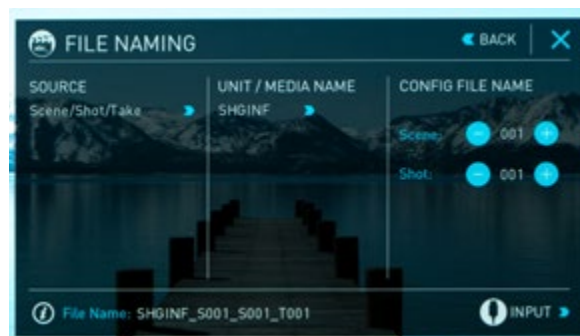 FILE NAMING
BACK
SOURCE
Scene/Shot/Take
UNIT / MEDIA NAME
SHGINF
CONFIG FILE NAME
Scene: 001
Shot: 001
File Name: SHGINF_S001_S001_T001
INPUT